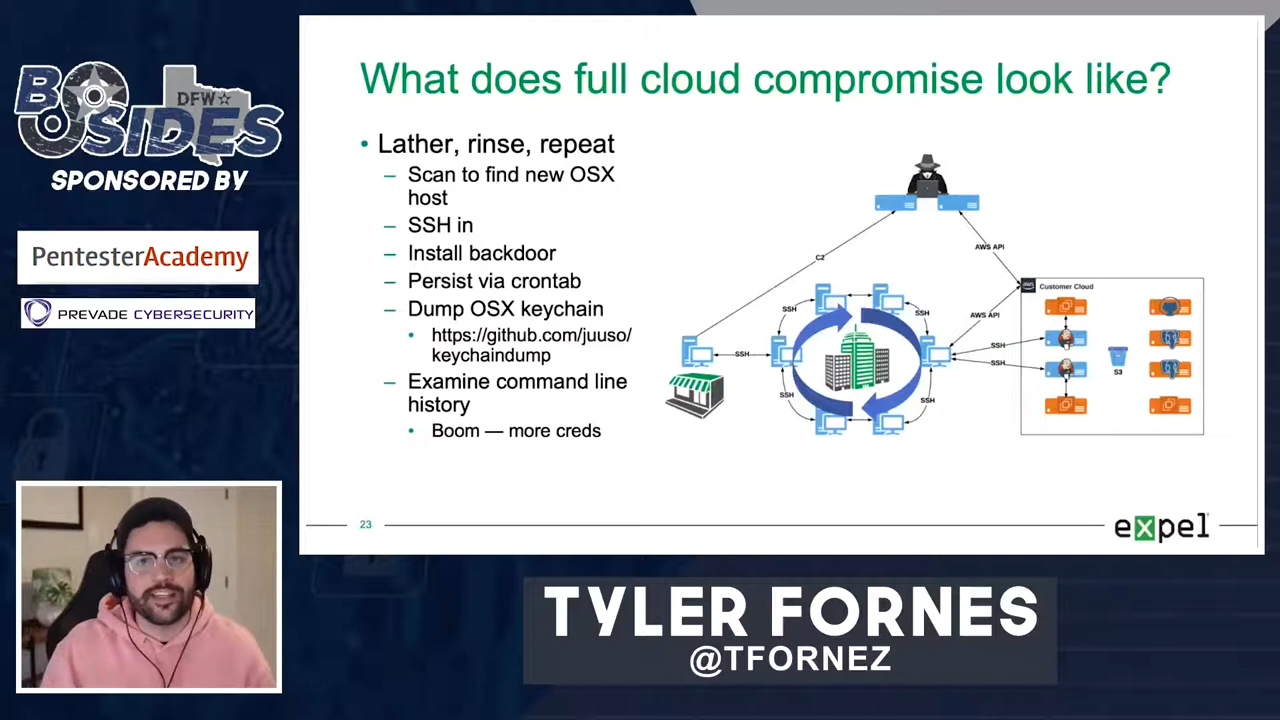 BSIDES
DFW
SPONSORED BY
PentesterAcademy
PREVADE CYBERSECURITY
What does full cloud compromise look like?
• Lather, rinse, repeat
– Scan to find new OSX
host
– SSH in
– Install backdoor
– Persist via crontab
– Dump OSX keychain
• https://github.com/juuso/
keychaindump
– Examine command line
history
• Boom — more creds
C2
AWS API
aws
Customer Cloud
AWS API
SSH
SSH
SSH
SSH
SSH
SSH
SSH
S3
23
expel
TYLER FORNES
@TFORNEZ